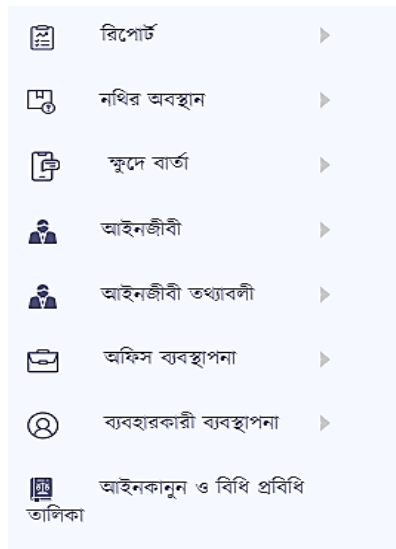 রিপোর্ট
নথির অবস্থান
ক্ষুদে বার্তা
আইনজীবী
আইনজীবী তথ্যাবলী
অফিস ব্যবস্থাপনা
ব্যবহারকারী ব্যবস্থাপনা
আইনকানুন ও বিধি প্রবিধি
তালিকা